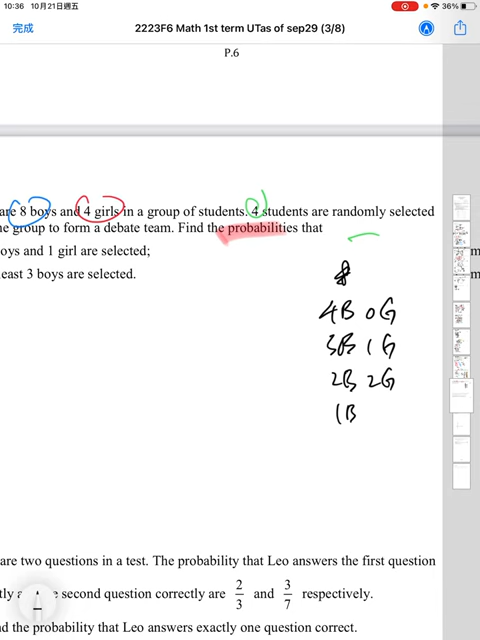 10:36 10月21日週五 36%
完成 2223F6 Math 1st term UTas of sep29 (3/8)
P.6
are 8 boys and 4 girls in a group of students. 4 students are randomly selected
group to form a debate team. Find the probabilities that
oys and 1 girl are selected;
east 3 boys are selected.
4B 0G
3B 1G
2B 2G
1B
are two questions in a test. The probability that Leo answers the first question
second question correctly are 2/3 and 3/7 respectively.
nd the probability that Leo answers exactly one question correct.